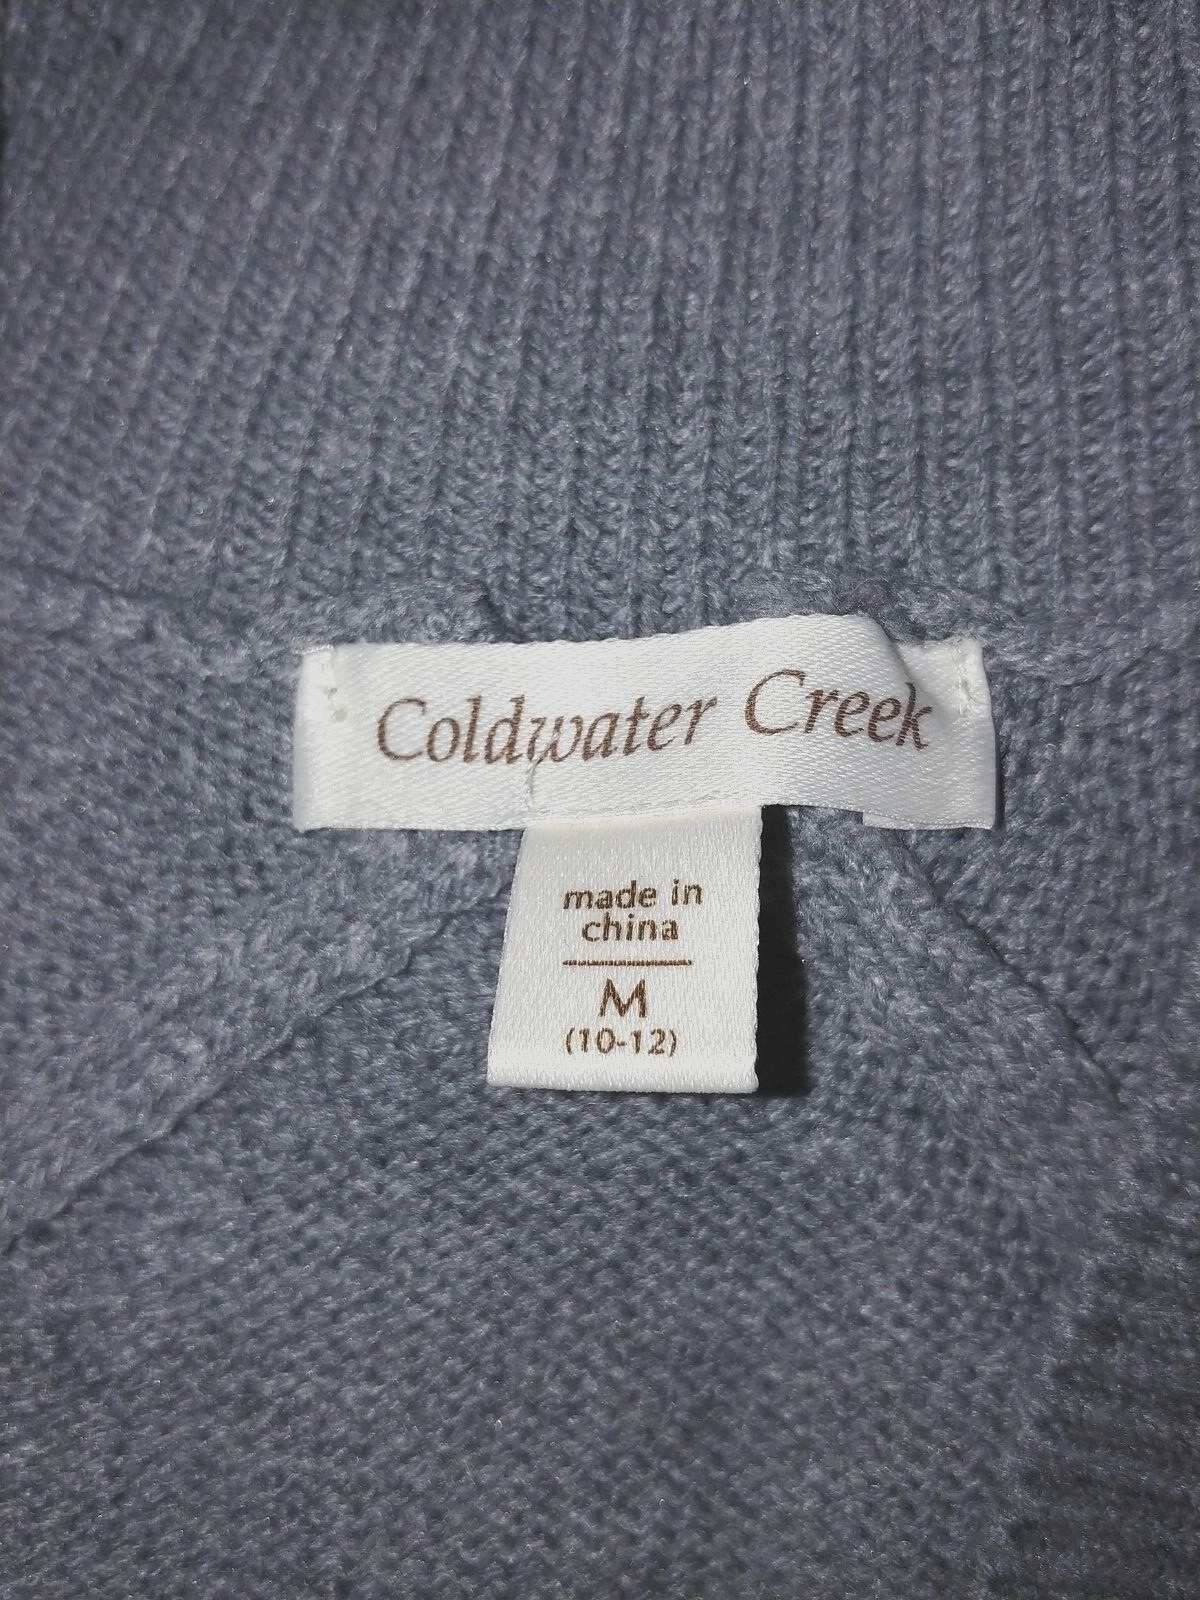 Coldwater Creek
made in
china
M
(10-12)